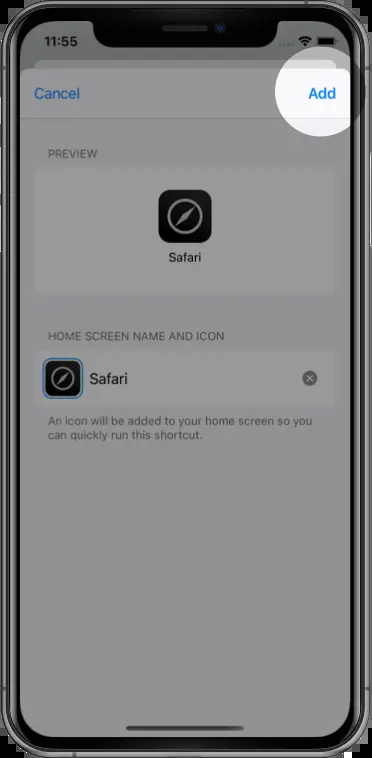 11:55
Cancel
Add
PREVIEW
Safari
HOME SCREEN NAME AND ICON
Safari
An icon will be added to your home screen so you
can quickly run this shortcut.